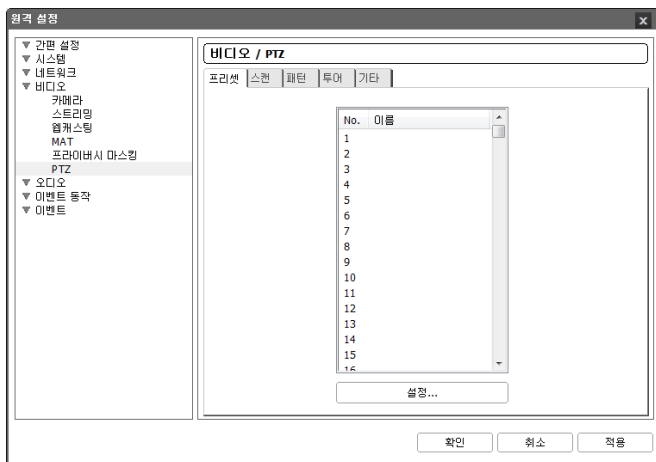 원격 설정
간편 설정
시스템
네트워크
비디오
카메라
스트리밍
웹캐스팅
MAT
프라이버시 마스킹
PTZ
오디오
이벤트 동작
이벤트
비디오 / PTZ
프리셋 스캔 패턴 투어 기타
No. 이름
1
2
3
4
5
6
7
8
9
10
11
12
13
14
15
16
설정...
확인 취소 적용